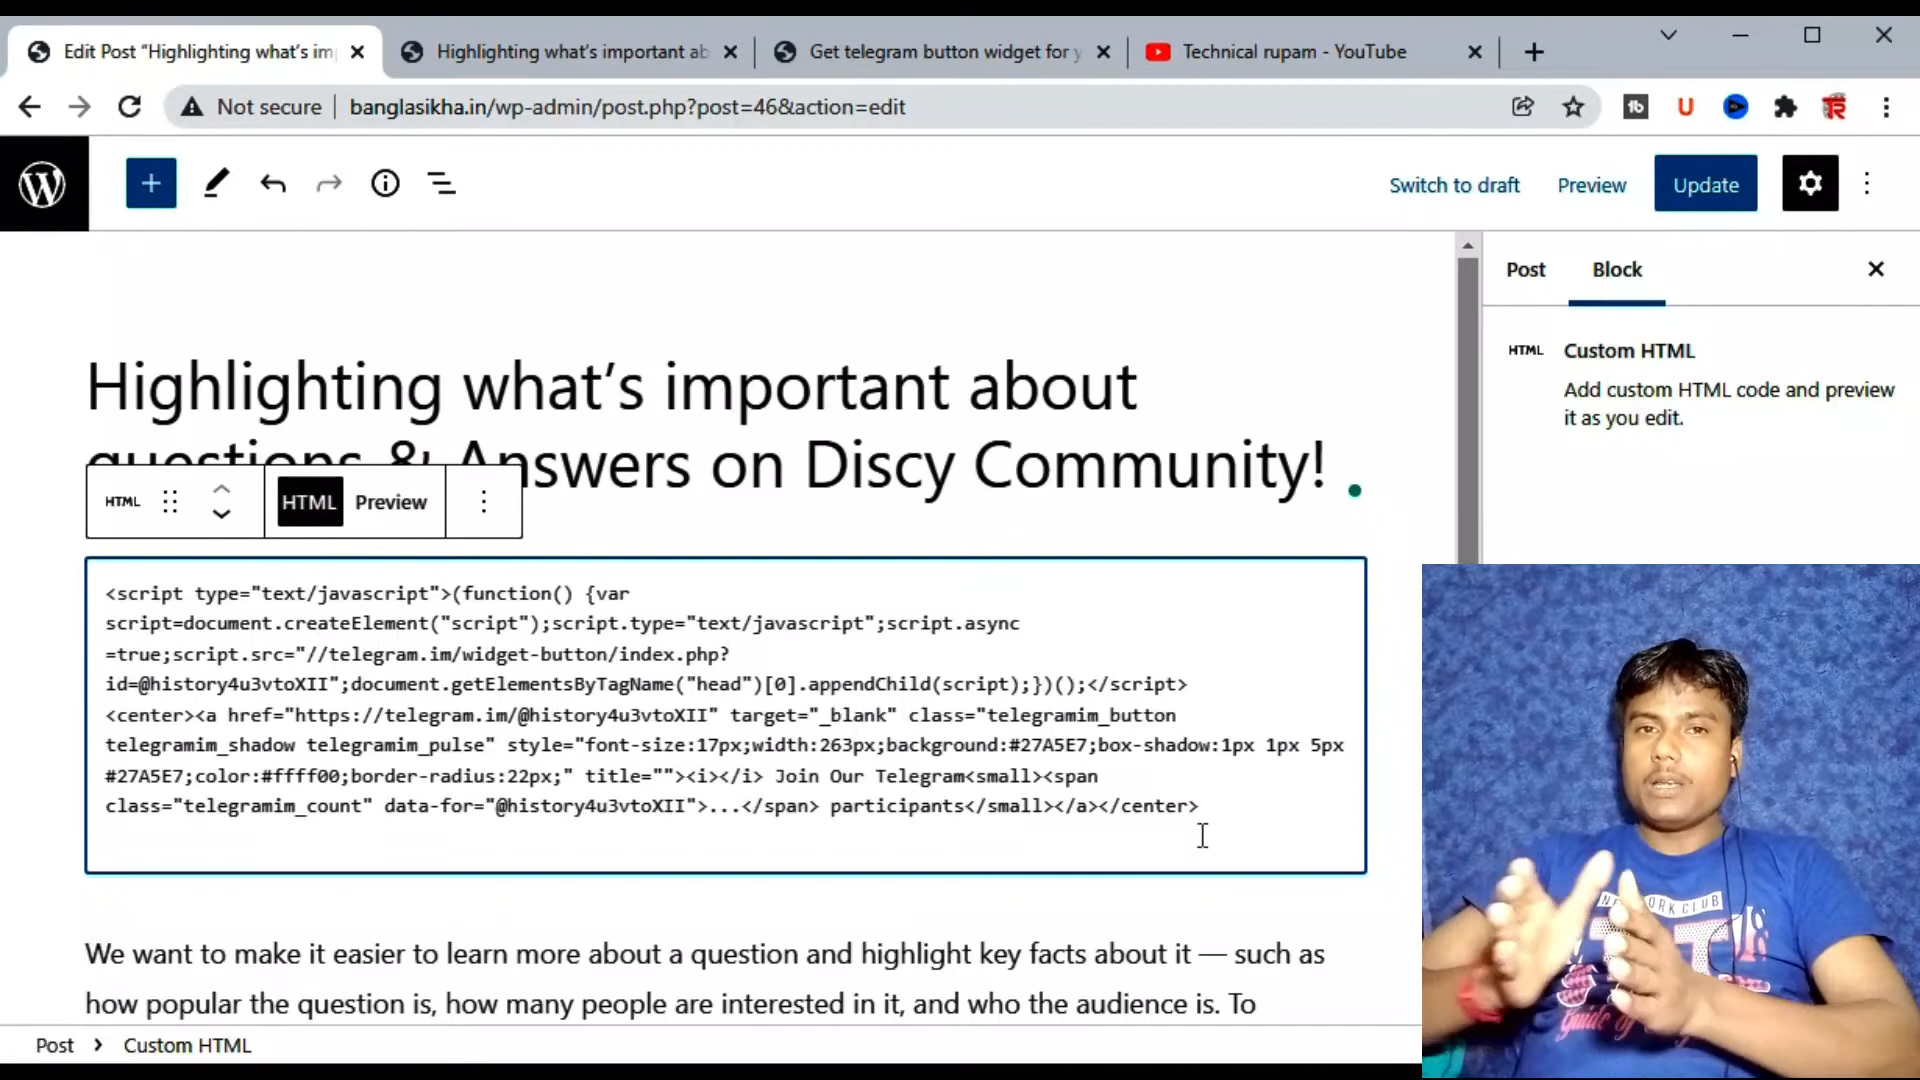 Edit Post “Highlighting what’s im
Highlighting what’s important ab
Get telegram button widget for y
Technical rupam - YouTube
Not secure
banglasikha.in/wp-admin/post.php?post=46&action=edit
Switch to draft
Preview
Update
Post
Block
HTML
Custom HTML
Add custom HTML code and preview
it as you edit.
Highlighting what’s important about
questions & Answers on Discy Community!
HTML
HTML
Preview
<script type="text/javascript">(function() {var
script=document.createElement("script");script.type="text/javascript";script.async
=true;script.src="//telegram.im/widget-button/index.php?
id=@history4u3vtoXII";document.getElementsByTagName("head")[0].appendChild(script);})();</script>
<center><a href="https://telegram.im/@history4u3vtoXII" target="_blank" class="telegramim_button
telegramim_shadow telegramim_pulse" style="font-size:17px;width:263px;background:#27A5E7;box-shadow:1px 1px 5px
#27A5E7;color:#ffff00;border-radius:22px;" title=""><i></i> Join Our Telegram<small><span
class="telegramim_count" data-for="@history4u3vtoXII">...</span> participants</small></a></center>
We want to make it easier to learn more about a question and highlight key facts about it — such as
how popular the question is, how many people are interested in it, and who the audience is. To
Post
Custom HTML